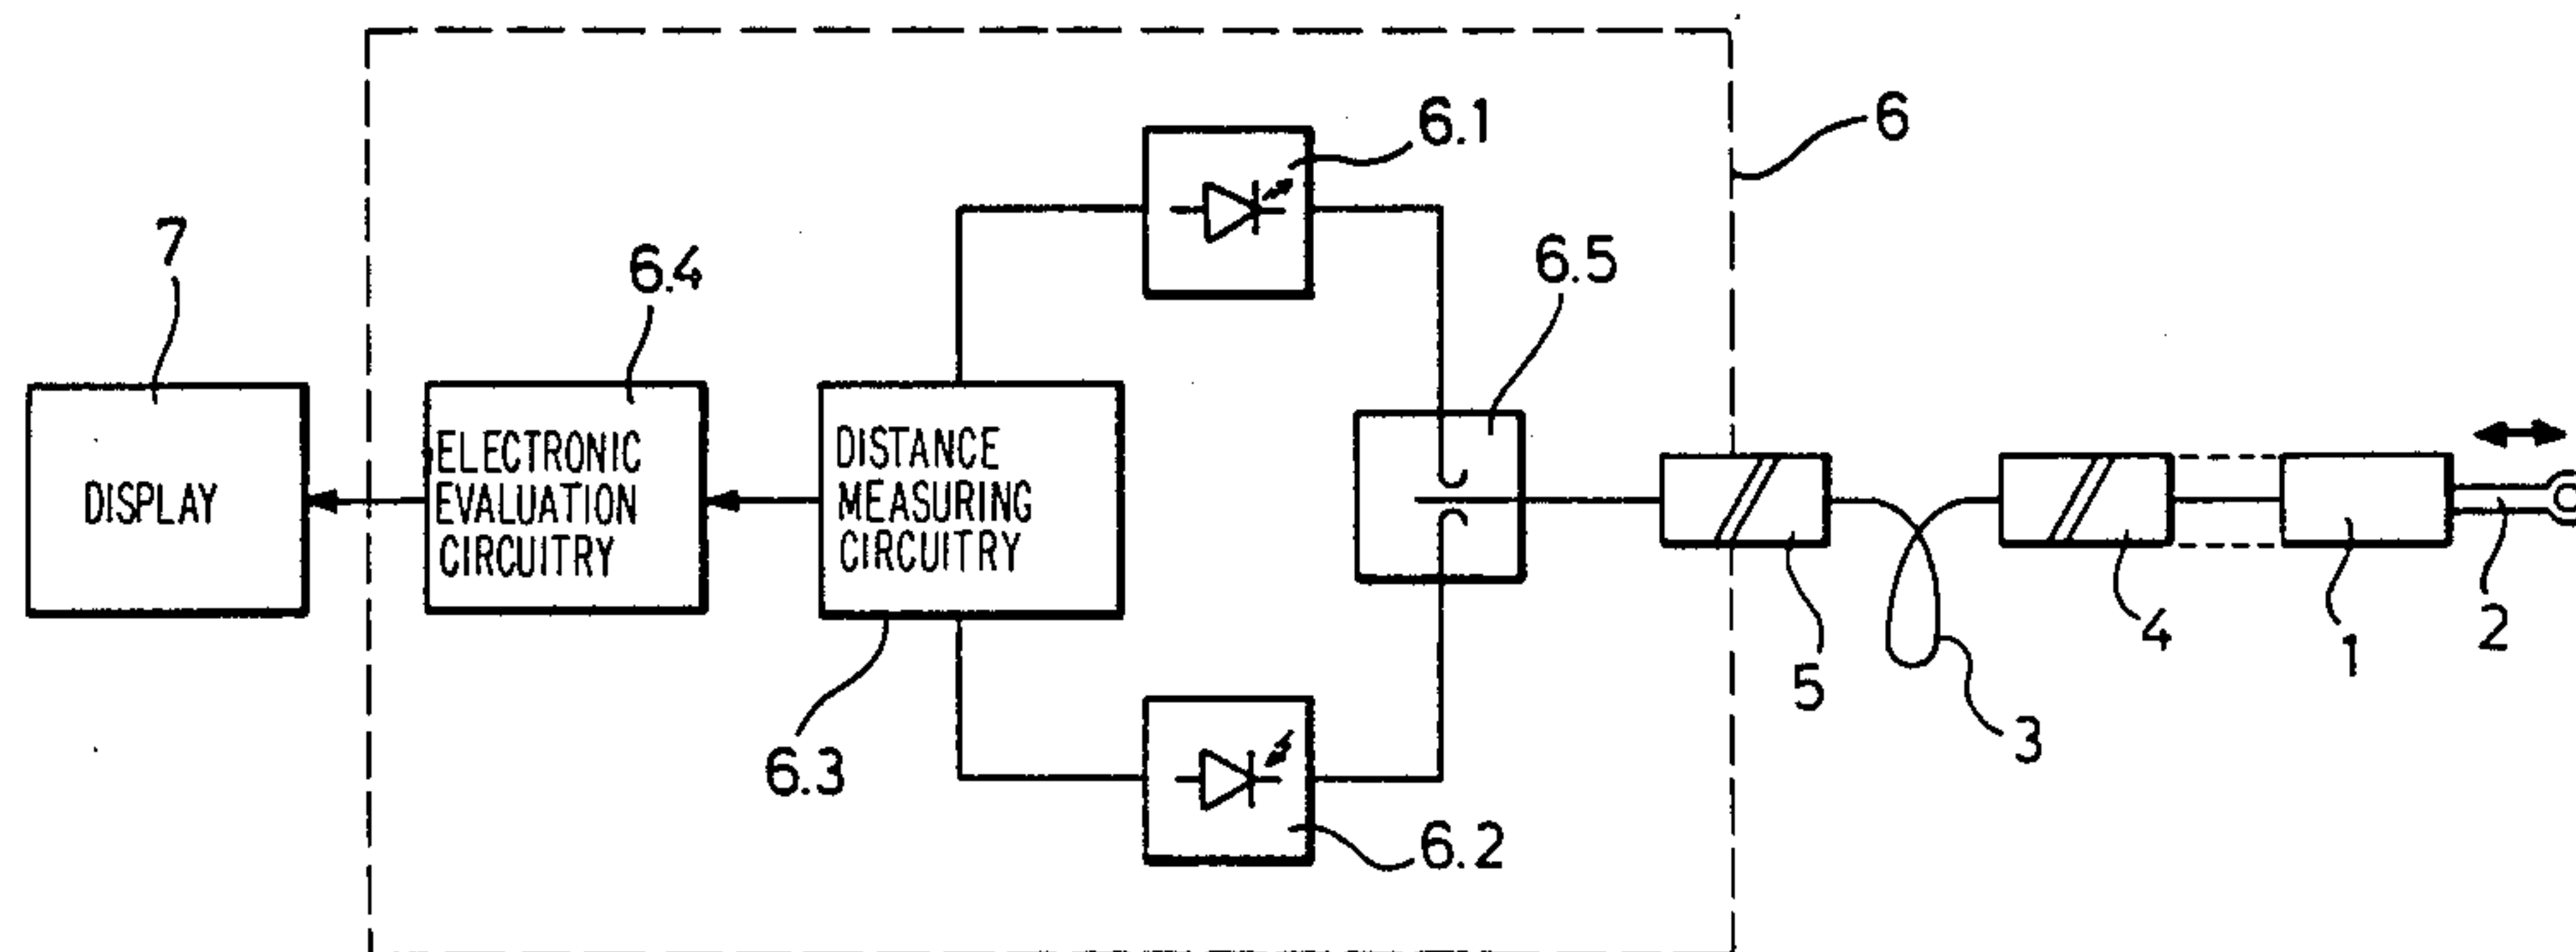 6.1
6
7
6.4
6.5
DISPLAY
ELECTRONIC
EVALUATION
CIRCUITRY
DISTANCE
MEASURING
CIRCUITRY
6.3
6.2
5
3
4
1
2